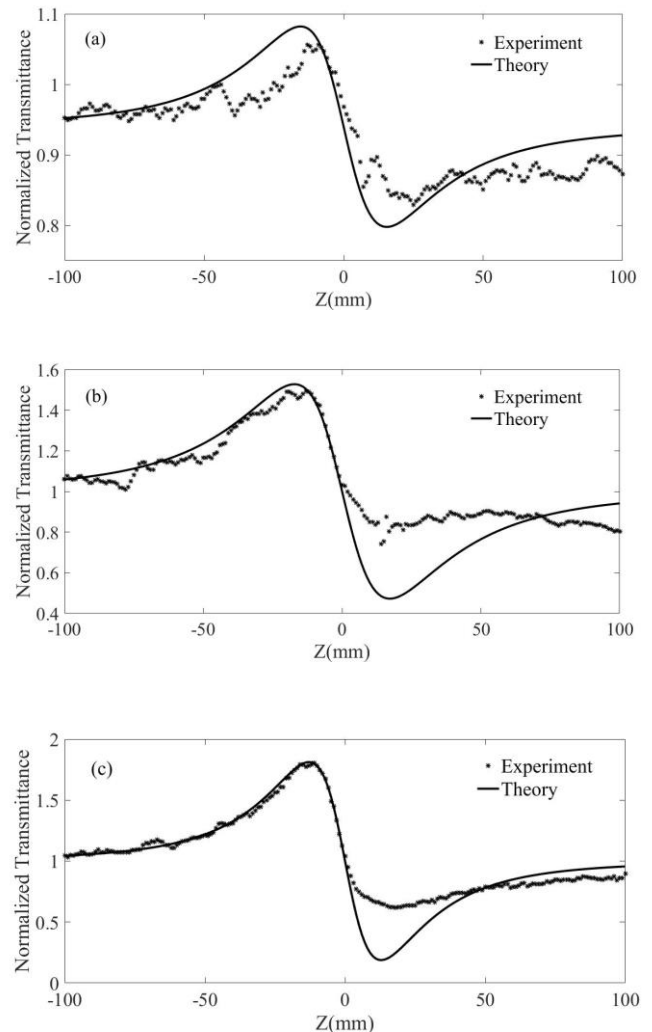 1.1
(a)
Experiment
Theory
1
0.9
0.8
Normalized Transmittance
-100
-50
0
50
100
Z(mm)
1.6
(b)
Experiment
Theory
1.4
1.2
1
0.8
0.6
0.4
Normalized Transmittance
-100
-50
0
50
100
Z(mm)
2
(c)
Experiment
Theory
1.5
1
0.5
0
Normalized Transmittance
-100
-50
0
50
100
Z(mm)